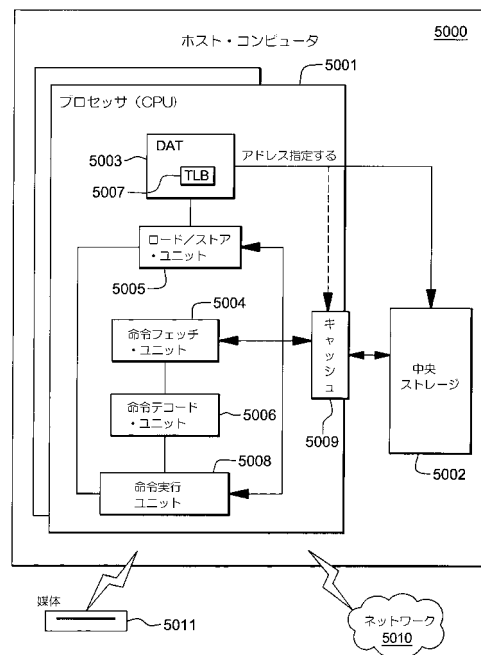 ホスト・コンピュータ
5000
5001
プロセッサ (CPU)
DAT
5003
5007
TLB
アドレス指定する
ロード/ストア
・ユニット
5005
5004
命令フェッチ
・ユニット
キャッシュ
5009
中央
ストレージ
5002
命令デコード
・ユニット
5006
5008
命令実行
ユニット
媒体
5011
ネットワーク
5010